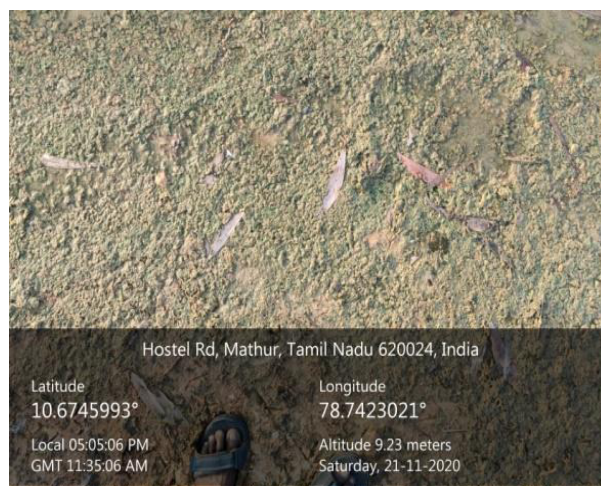 Hostel Rd, Mathur, Tamil Nadu 620024, India
Latitude
10.6745993°
Local 05:05:06 PM
GMT 11:35:06 AM
Longitude
78.7423021°
Altitude 9.23 meters
Saturday, 21-11-2020